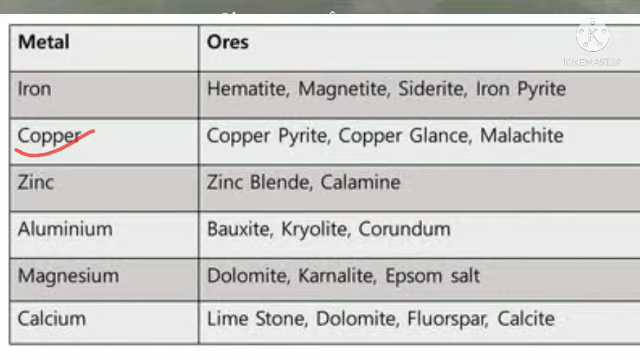 Metal Ores
Iron Hematite, Magnetite, Siderite, Iron Pyrite
Copper Copper Pyrite, Copper Glance, Malachite
Zinc Zinc Blende, Calamine
Aluminium Bauxite, Kryolite, Corundum
Magnesium Dolomite, Karnalite, Epsom salt
Calcium Lime Stone, Dolomite, Fluorspar, Calcite
KINEMASTER